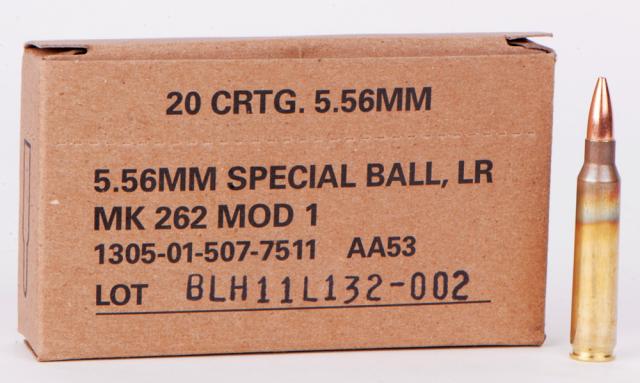 20 CRTG. 5.56MM
5.56MM SPECIAL BALL, LR
MK 262 MOD 1
1305-01-507-7511 AA53
LOT BLH11L132-002